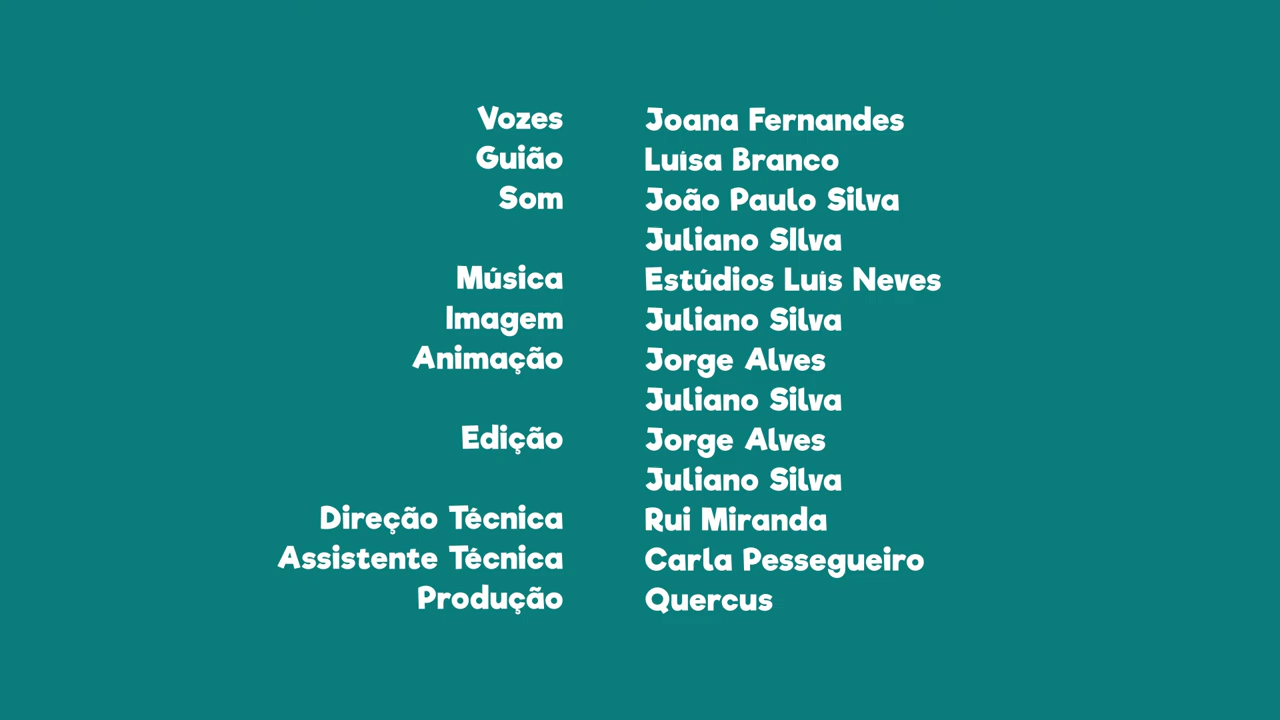 Vozes Joana Fernandes
Guião Luísa Branco
Som João Paulo Silva
Juliano SIlva
Música Estúdios Luís Neves
Imagem Juliano Silva
Animação Jorge Alves
Juliano Silva
Edição Jorge Alves
Juliano Silva
Direção Técnica Rui Miranda
Assistente Técnica Carla Pessegueiro
Produção Quercus